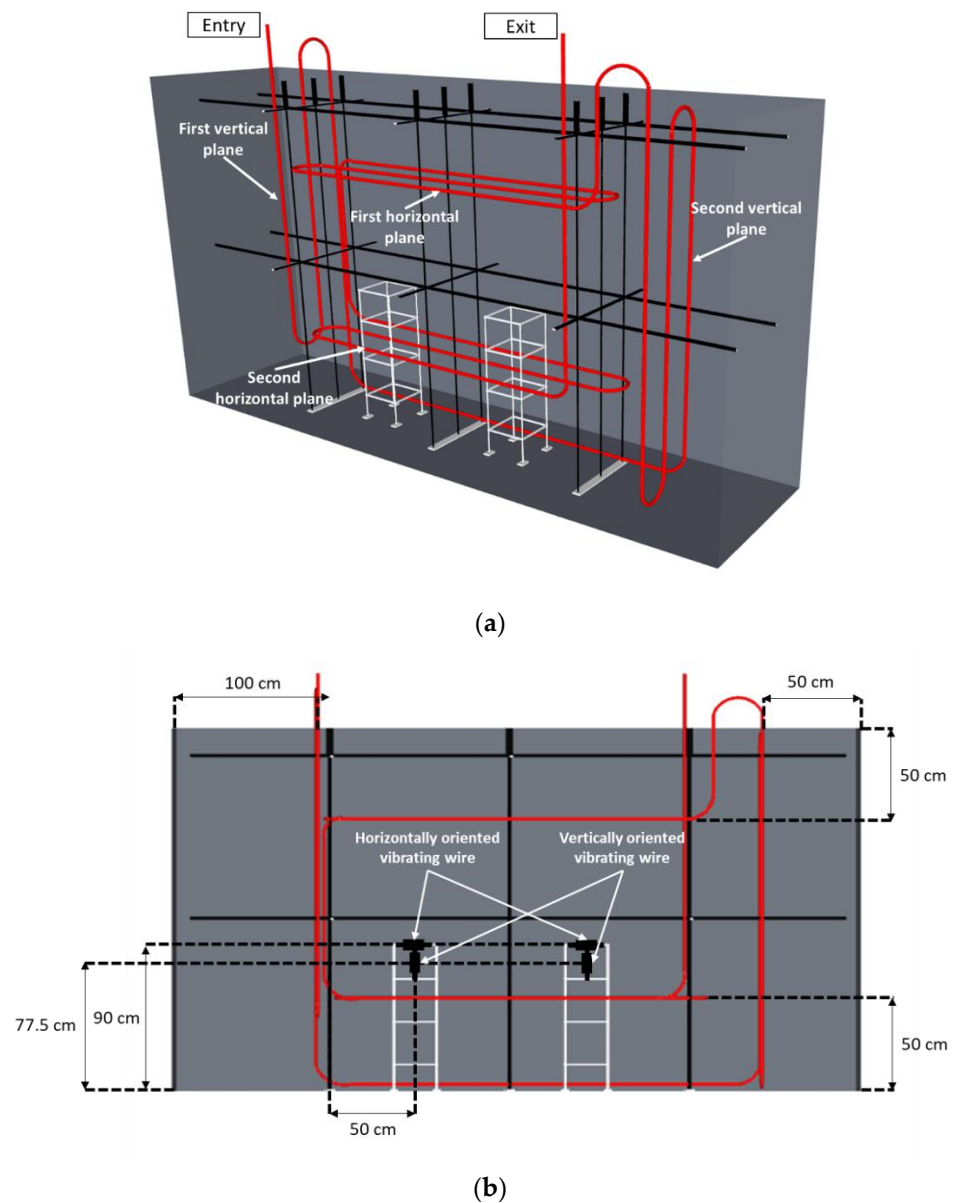 Entry
Exit
First vertical
plane
First horizontal
plane
Second vertical
plane
Second
horizontal plane
(a)
100 cm
50 cm
50 cm
Horizontally oriented
vibrating wire
Vertically oriented
vibrating wire
77.5 cm
90 cm
50 cm
50 cm
(b)